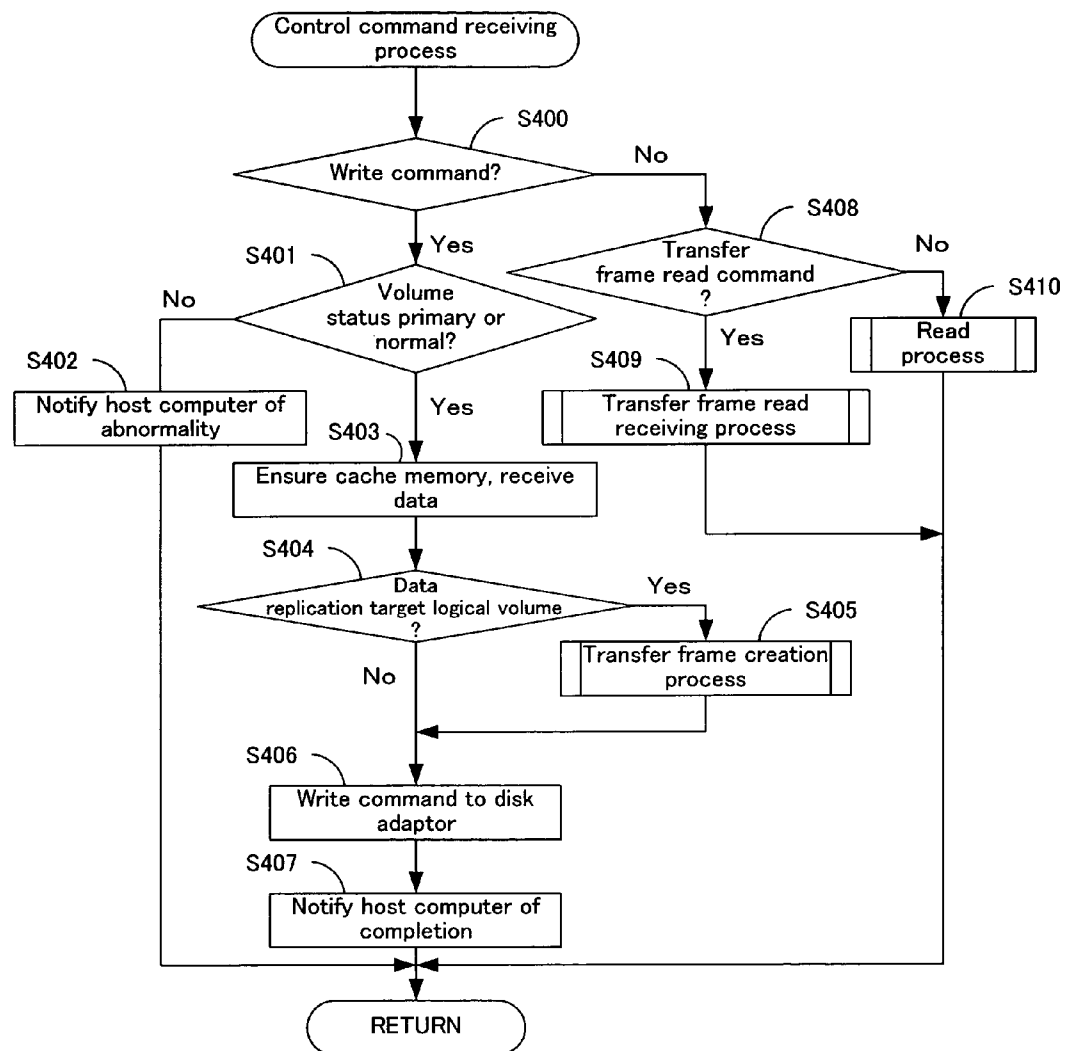 Control command receiving
process
S400
Write command?
No
Yes
S408
Transfer
frame read command
?
No
S401
Volume
status primary or
normal?
No
Yes
S410
Read
process
S402
Notify host computer of
abnormality
Yes
S409
Transfer frame read
receiving process
S403
Ensure cache memory, receive
data
S404
Data
replication target logical volume
?
Yes
S405
Transfer frame creation
process
No
S406
Write command to disk
adaptor
S407
Notify host computer of
completion
RETURN